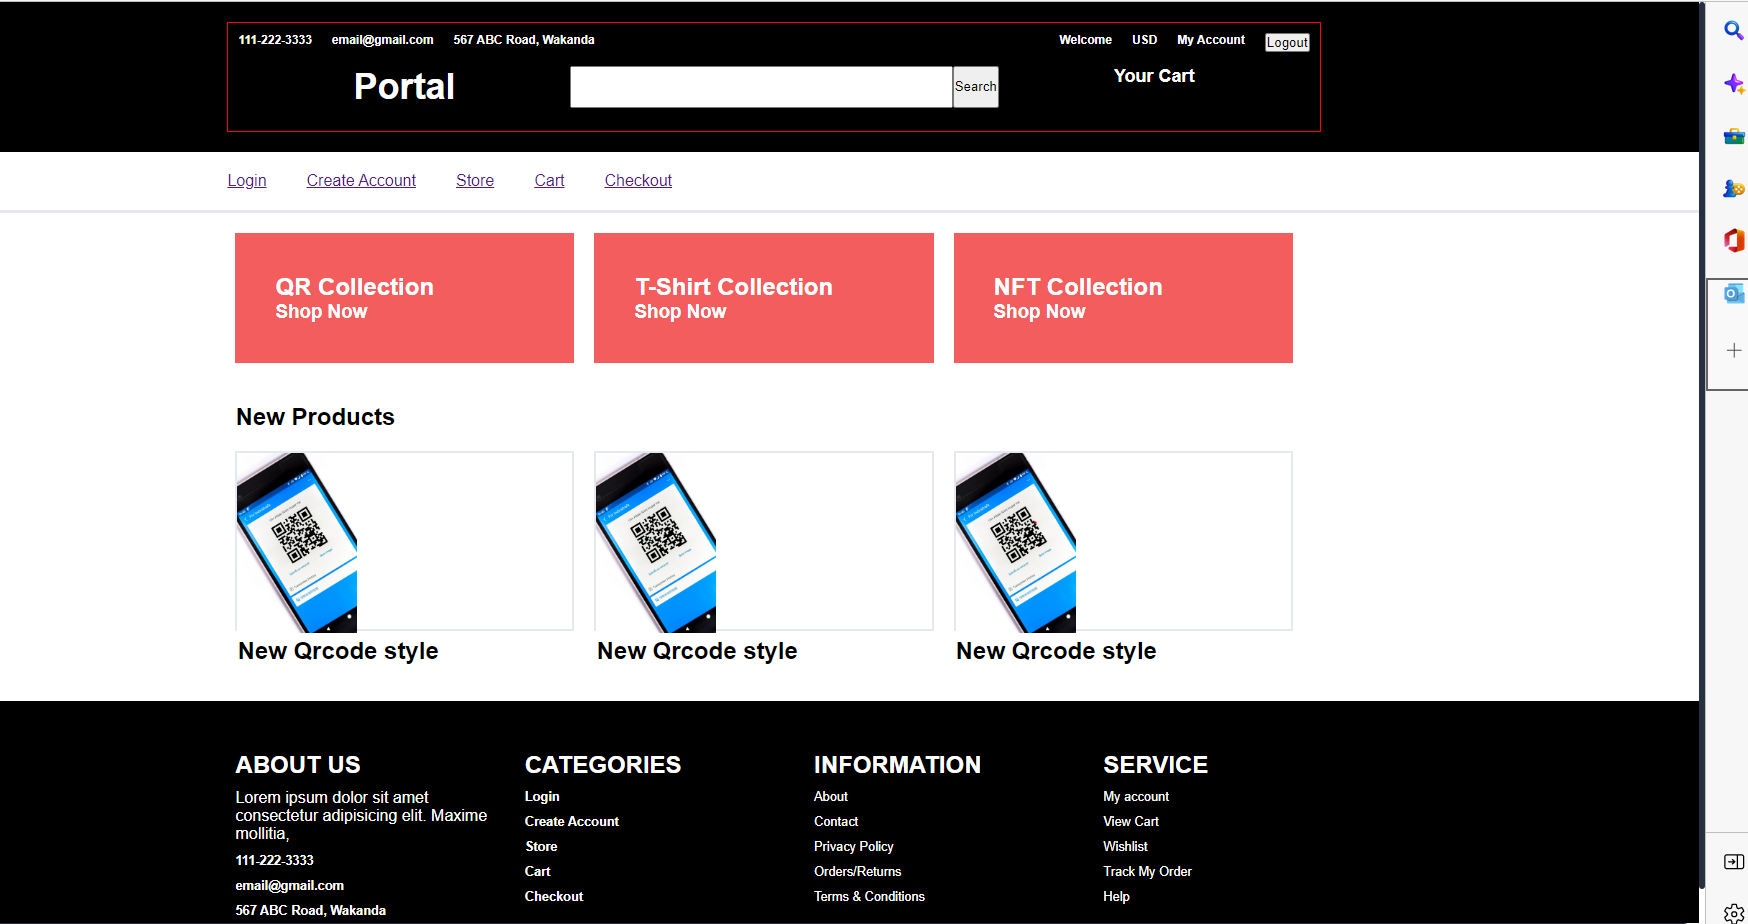 111-222-3333 email@gmail.com 567 ABC Road, Wakanda Welcome USD My Account Logout
Portal Search Your Cart
Login Create Account Store Cart Checkout
QR Collection
Shop Now
T-Shirt Collection
Shop Now
NFT Collection
Shop Now
New Products
New Qrcode style New Qrcode style New Qrcode style
ABOUT US
Lorem ipsum dolor sit amet
consectetur adipisicing elit. Maxime
mollitia,
111-222-3333
email@gmail.com
567 ABC Road, Wakanda
CATEGORIES
Login
Create Account
Store
Cart
Checkout
INFORMATION
About
Contact
Privacy Policy
Orders/Returns
Terms & Conditions
SERVICE
My account
View Cart
Wishlist
Track My Order
Help